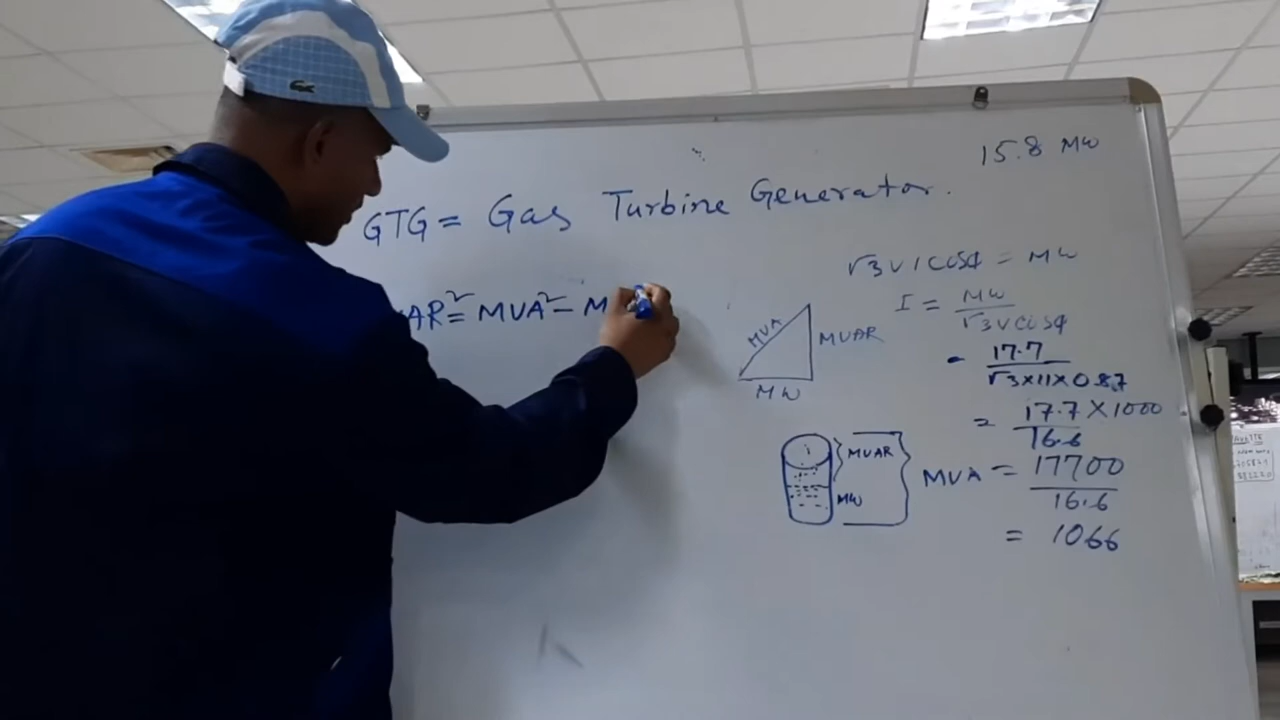 15.8 MW
GTG = Gas Turbine Generator.
√3 V I cosφ = MW
I = MW
√3 V cosφ
AR² = MVA² – M
MVA
MVAR
MW
= 17.7
√3×11×0.87
= 17.7×1000
16.6
MVAR
MW
MVA
= 17700
16.6
= 1066